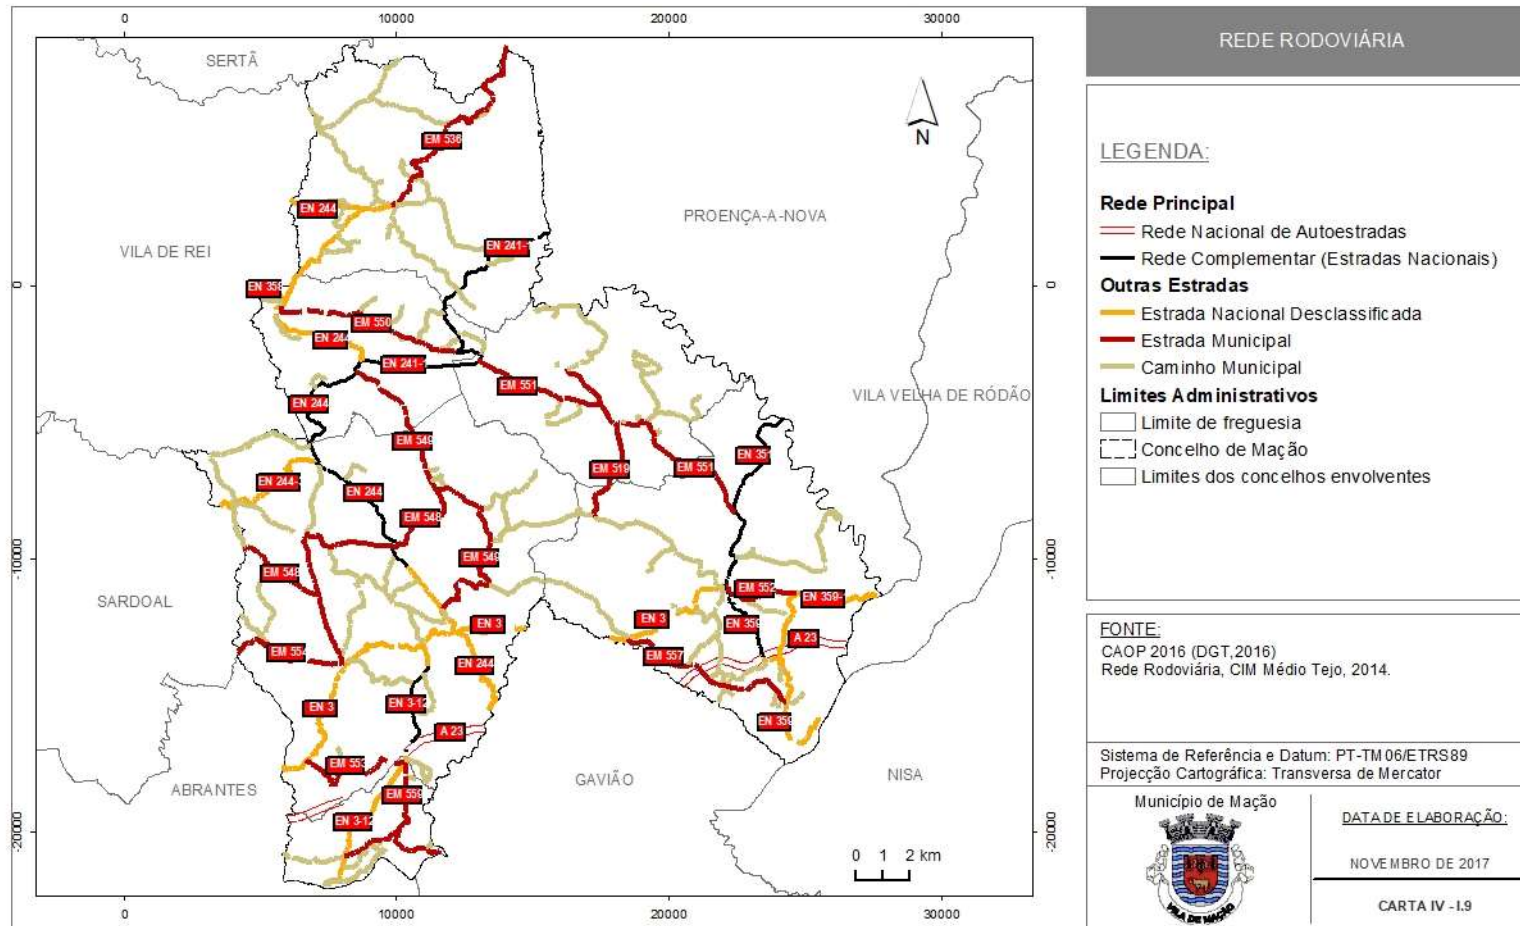 0
10000
20000
30000
REDE RODOVIÁRIA
SERTÃ
EM 536
N
LEGENDA:
Rede Principal
Rede Nacional de Autoestradas
Rede Complementar (Estradas Nacionais)
Outras Estradas
Estrada Nacional Desclassificada
Estrada Municipal
Caminho Municipal
Limites Administrativos
Limite de freguesia
Concelho de Mação
Limites dos concelhos envolventes
EN 244
PROENÇA-A-NOVA
VILA DE REI
EN 241-1
0
EN 358
0
EM 550
EN 244
EN 241-1
EM 551
VILA VELHA DE RÓDÃO
EN 244
EM 549
EN 351
EM 519
EM 551
EN 244-
EN 244
EM 548
-10000
EM 549
-10000
EM 548
EM 552
EN 359-
SARDOAL
EN 3
EN 3
EN 359
A 23
EM 554
EM 557
EN 244
EN 3
EN 3-12
EN 359
A 23
EM 553
GAVIÃO
NISA
ABRANTES
EM 559
EN 3-12
-20000
-20000
0 1 2 km
0
10000
20000
30000
FONTE:
CAOP 2016 (DGT,2016)
Rede Rodoviária, CIM Médio Tejo, 2014.
Sistema de Referência e Datum: PT-TM06/ETRS89
Projecção Cartográfica: Transversa de Mercator
Município de Mação
VILA DE MAÇÃO
DATA DE ELABORAÇÃO:
NOVEMBRO DE 2017
CARTA IV - I.9